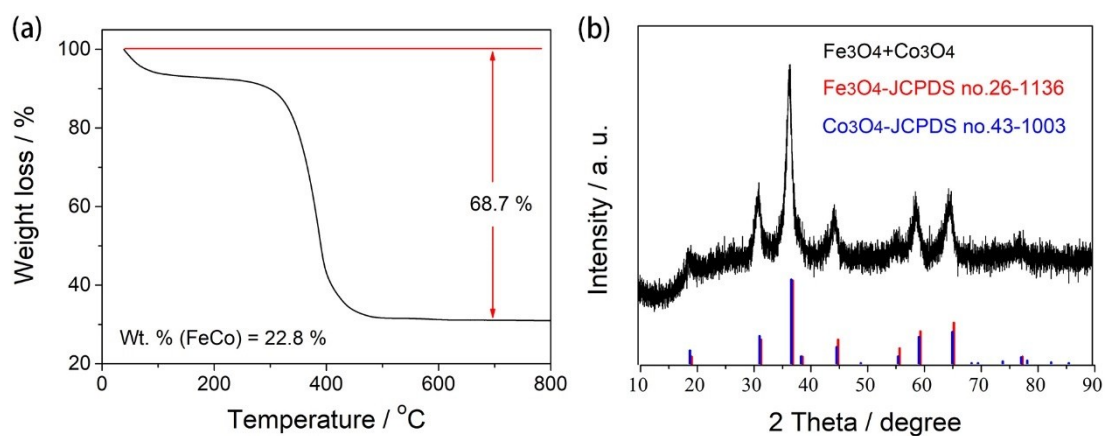 (a)
100
80
60
40
20
Weight loss / %
68.7 %
Wt. % (FeCo) = 22.8 %
0
200
400
600
800
Temperature / °C
(b)
Fe3O4+Co3O4
Fe3O4-JCPDS no.26-1136
Co3O4-JCPDS no.43-1003
Intensity / a. u.
10
20
30
40
50
60
70
80
90
2 Theta / degree